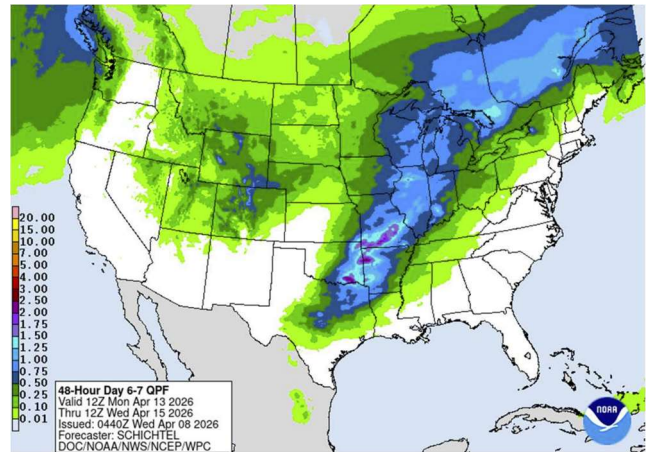 20.00
15.00
10.00
7.00
5.00
4.00
3.00
2.50
2.00
1.75
1.50
1.25
1.00
0.75
0.50
0.25
0.10
0.01
48-Hour Day 6-7 QPF
Valid 12Z Mon Apr 13 2026
Thru 12Z Wed Apr 15 2026
Issued: 0440Z Wed Apr 08 2026
Forecaster: SCHICHTEL
DOC/NOAA/NWS/NCEP/WPC
NOAA